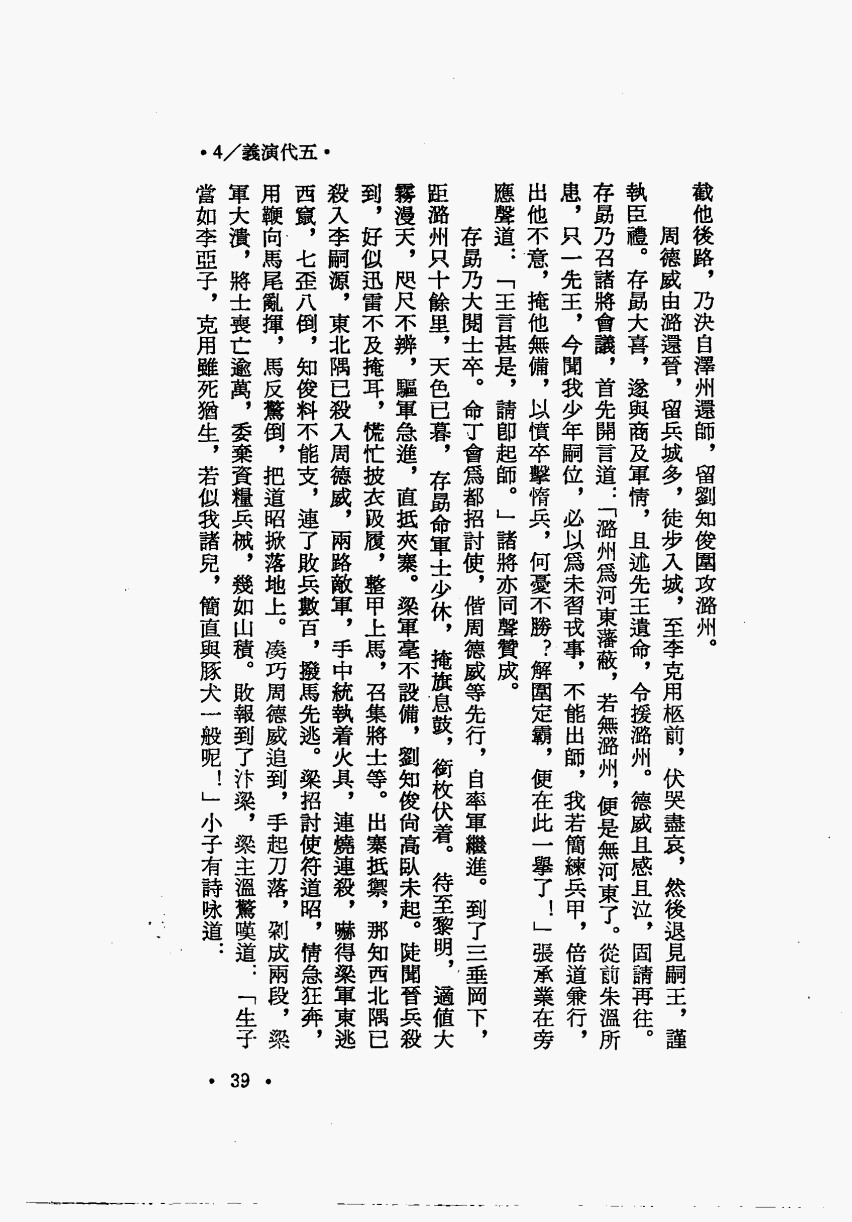 •4／義演代五•
截他後路，乃決自澤州還師，留劉知俊圍攻潞州。
周德威由潞還晉，留兵城多，徒步入城，至李克用柩前，伏哭盡哀，然後退見嗣王，謹
執臣禮。存勗大喜，遂與商及軍情，且述先王遺命，令援潞州。德威且感且泣，固請再往。
存勗乃召諸將會議，首先開言道：「潞州爲河東藩蔽，若無潞州，便是無河東了。從前朱溫所
患，只一先王，今聞我少年嗣位，必以爲未習戎事，不能出師，我若簡練兵甲，倍道兼行，
出他不意，掩他無備，以憤卒擊惰兵，何憂不勝？解圍定霸，便在此一舉了！」張承業在旁
應聲道：「王言甚是，請卽起師。」諸將亦同聲贊成。
存勗乃大閱士卒。命丁會爲都招討使，偕周德威等先行，自率軍繼進。到了三垂岡下，
距潞州只十餘里，天色已暮，存勗命軍士少休，掩旗息鼓，銜枚伏着。待至黎明，適值大
霧漫天，咫尺不辨，驅軍急進，直抵夾寨。梁軍毫不設備，劉知俊尙高臥未起。陡聞晉兵殺
到，好似迅雷不及掩耳，慌忙披衣趿履，整甲上馬，召集將士等。出寨抵禦，那知西北隅已
殺入李嗣源，東北隅已殺入周德威，兩路敵軍，手中統執着火具，連燒連殺，嚇得梁軍東逃
西竄，七歪八倒，知俊料不能支，連了敗兵數百，撥馬先逃。梁招討使符道昭，情急狂奔，
用鞭向馬尾亂揮，馬反驚倒，把道昭掀落地上。凑巧周德威追到，手起刀落，剁成兩段，梁
軍大潰，將士喪亡逾萬，委棄資糧兵械，幾如山積。敗報到了汴梁，梁主溫驚嘆道：「生子
當如李亞子，克用雖死猶生，若似我諸兒，簡直與豚犬一般呢！」小子有詩咏道：
• 39 •